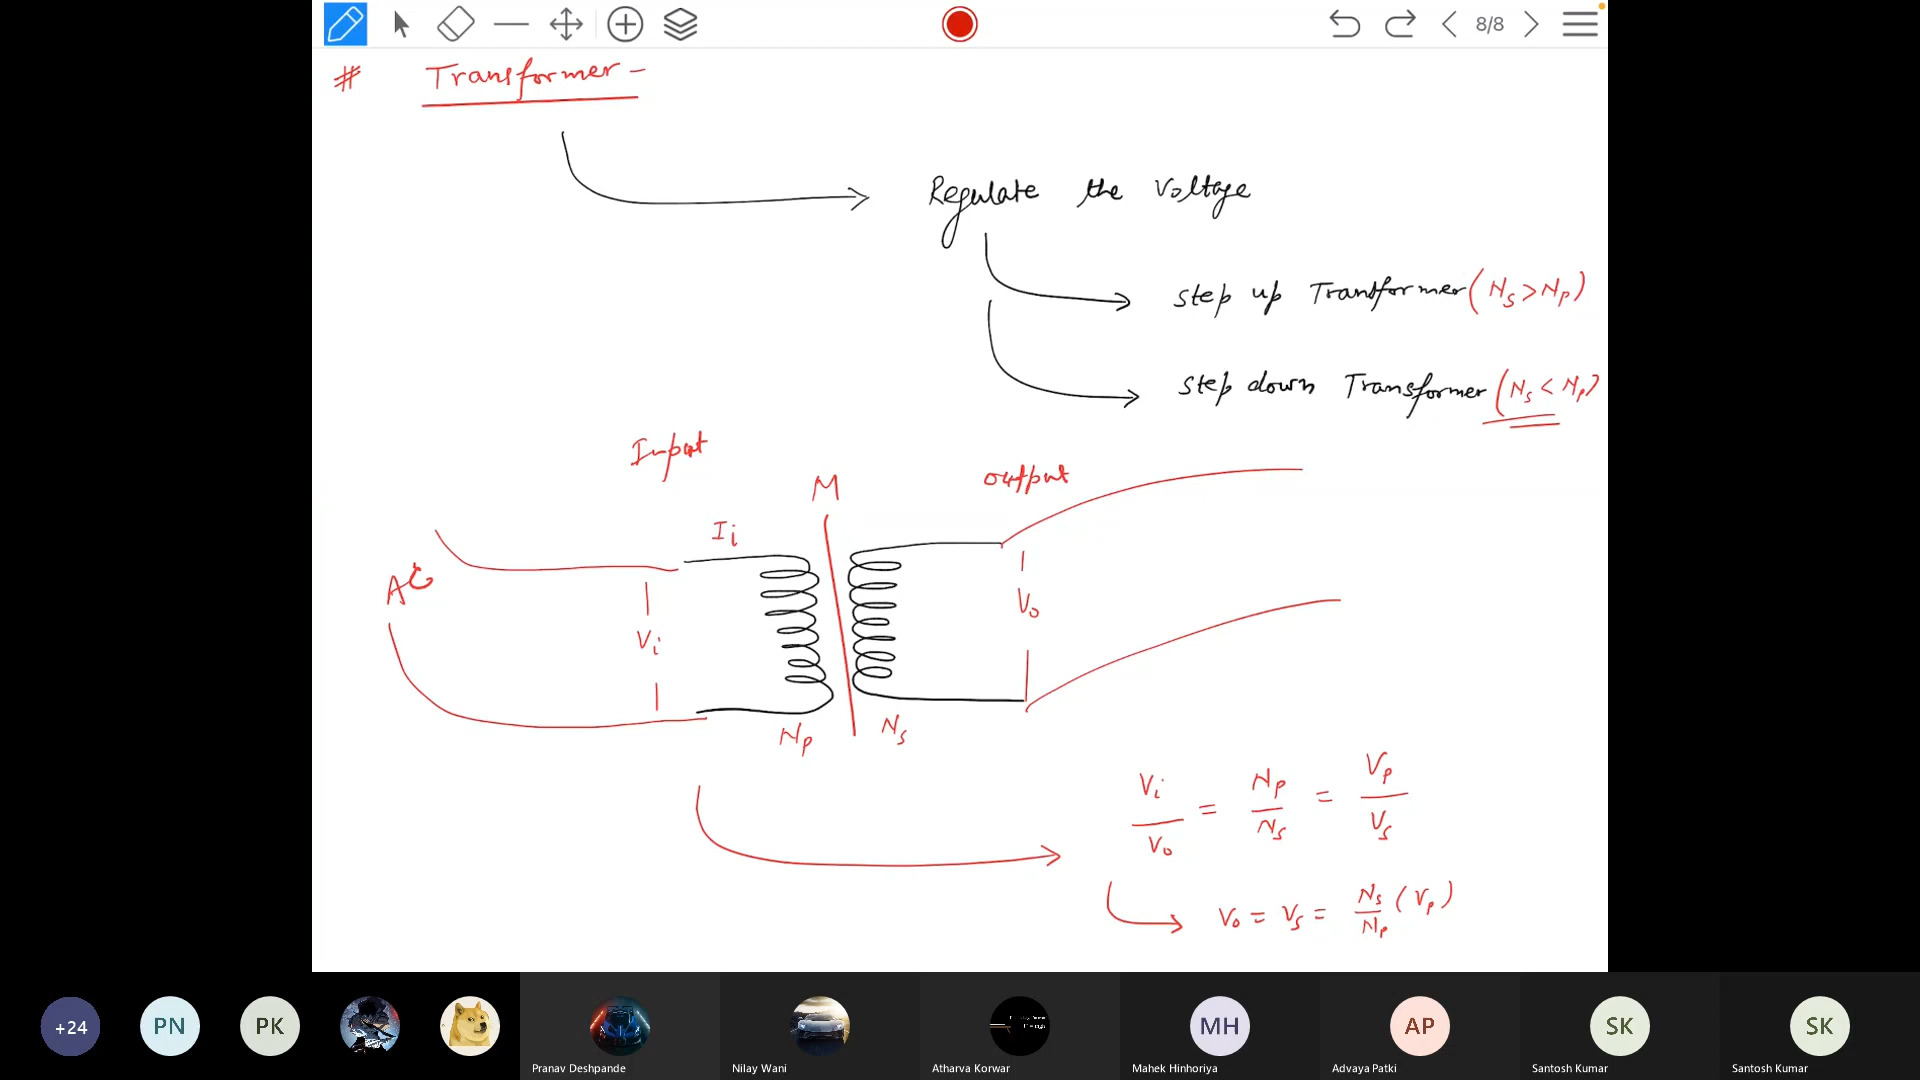 8/8
# Transformer -
Regulate the Voltage
Step up Transformer (Ns > Np)
Step down Transformer (Ns < Np)
Input
M
output
Ii
AC
Vi
Vo
Np
Ns
Vi/Vo = Np/Ns = Vp/Vs
Vo = Vs = Ns/Np (Vp)
+24
PN
PK
MH
AP
SK
SK
Pranav Deshpande
Nilay Wani
Atharva Korwar
Mahek Hinhoriya
Advaya Patki
Santosh Kumar
Santosh Kumar